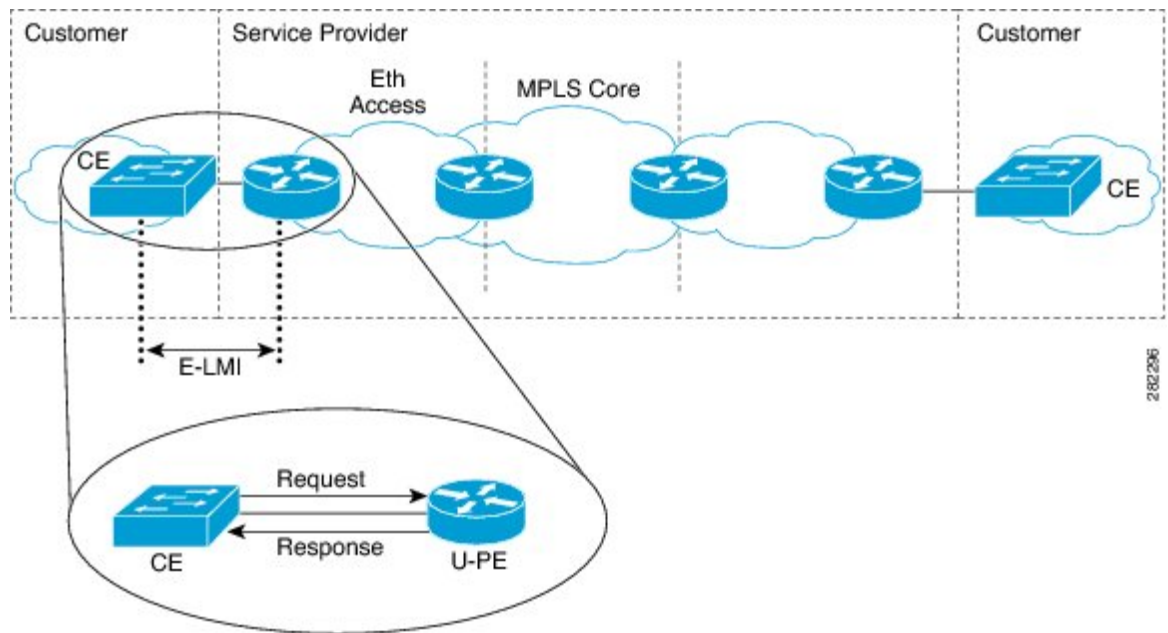 Customer
Service Provider
Customer
Eth
Access
MPLS Core
CE
CE
E-LMI
282296
Request
Response
CE
U-PE